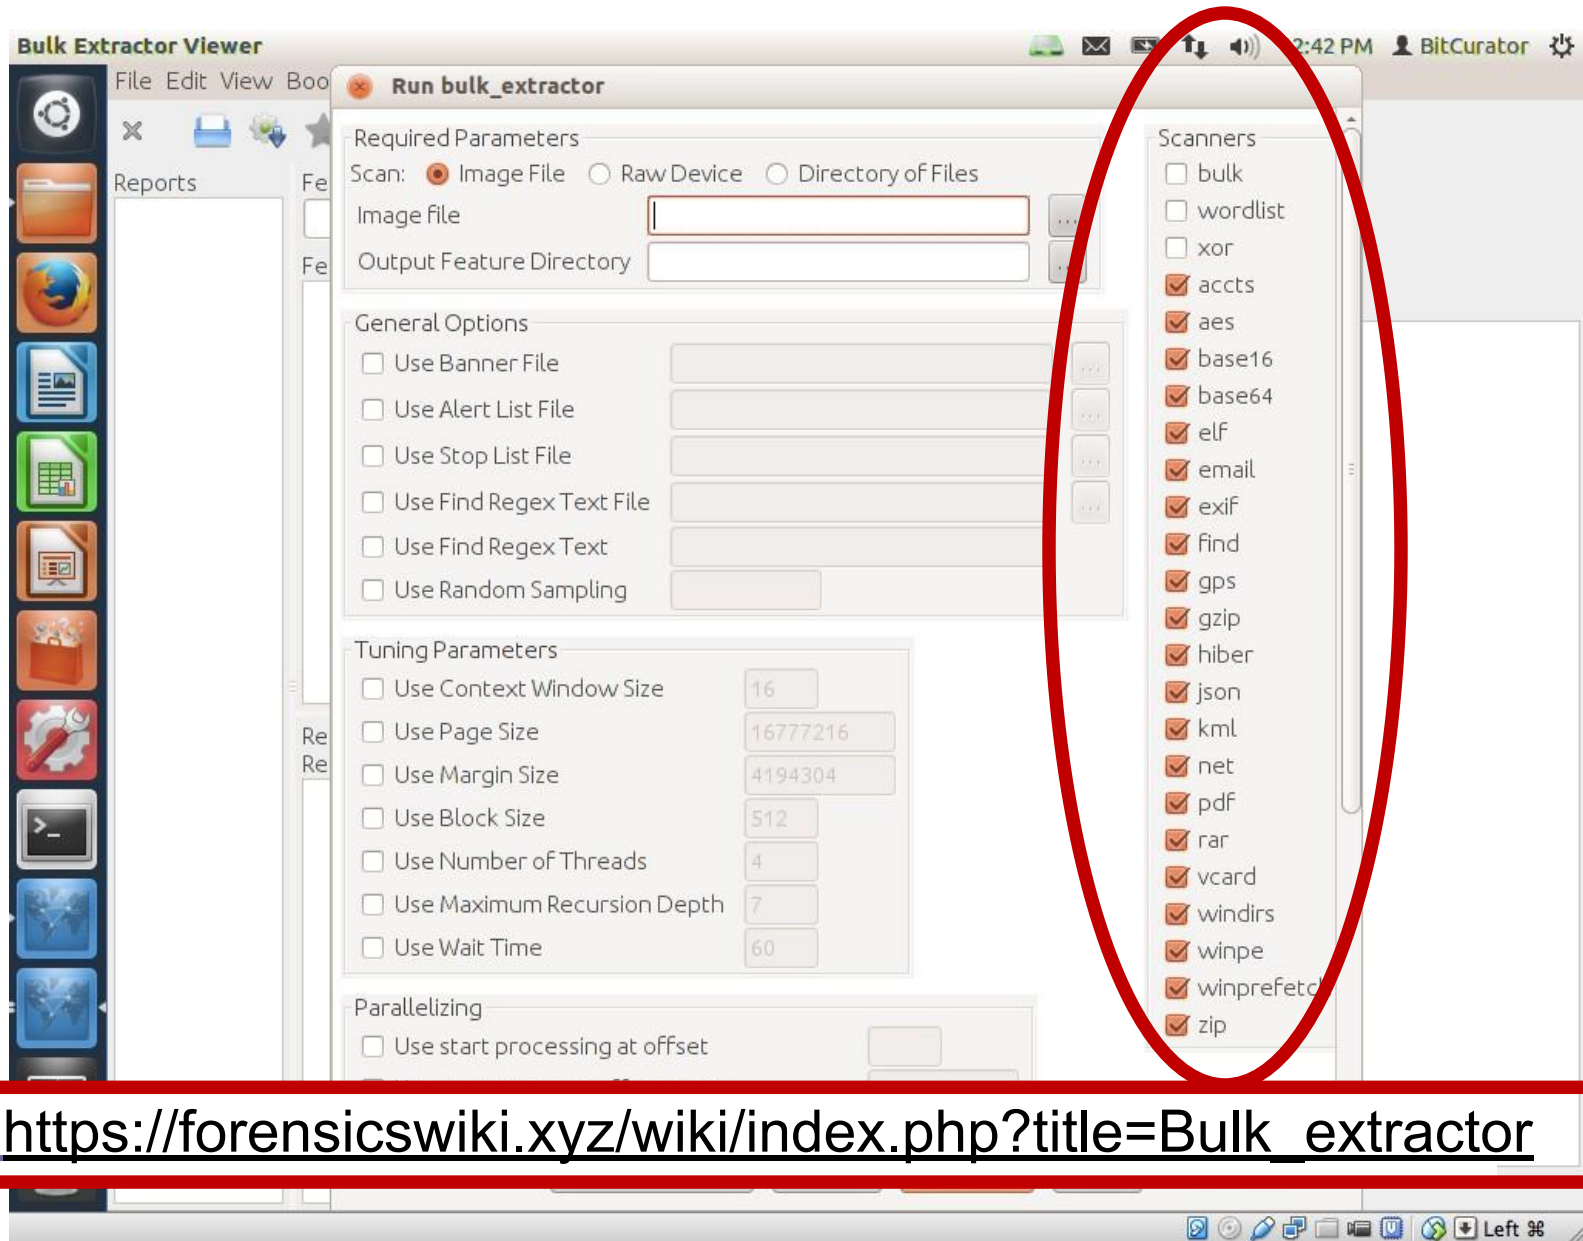 Bulk Extractor Viewer
2:42 PM BitCurator
File Edit View Boo
Run bulk_extractor
Reports
Fe
Fe
Re
Re
Required Parameters
Scan: Image File Raw Device Directory of Files
Image file ...
Output Feature Directory ...
General Options
Use Banner File ...
Use Alert List File ...
Use Stop List File ...
Use Find Regex Text File ...
Use Find Regex Text
Use Random Sampling
Tuning Parameters
Use Context Window Size 16
Use Page Size 16777216
Use Margin Size 4194304
Use Block Size 512
Use Number of Threads 4
Use Maximum Recursion Depth 7
Use Wait Time 60
Parallelizing
Use start processing at offset
Scanners
bulk
wordlist
xor
accts
aes
base16
base64
elf
email
exif
find
gps
gzip
hiber
json
kml
net
pdf
rar
vcard
windirs
winpe
winprefetch
zip
https://forensicswiki.xyz/wiki/index.php?title=Bulk_extractor
Left ⌘